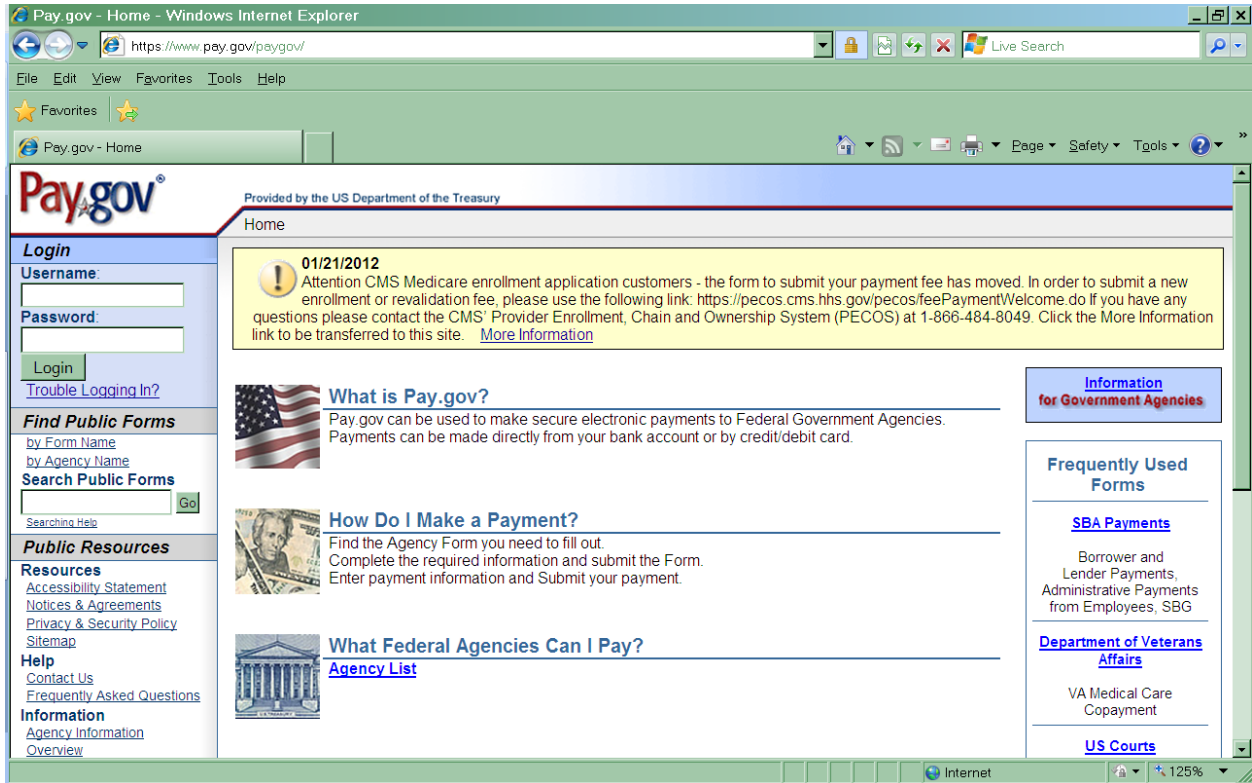 Pay.gov - Home - Windows Internet Explorer
https://www.pay.gov/paygov/
Live Search
File Edit View Favorites Tools Help
Favorites
Pay.gov - Home
Page Safety Tools
Pay.gov®
Provided by the US Department of the Treasury
Home
Login
Username:
Password:
Login
Trouble Logging In?
Find Public Forms
by Form Name
by Agency Name
Search Public Forms
Go
Searching Help
Public Resources
Resources
Accessibility Statement
Notices & Agreements
Privacy & Security Policy
Sitemap
Help
Contact Us
Frequently Asked Questions
Information
Agency Information
Overview
01/21/2012
Attention CMS Medicare enrollment application customers - the form to submit your payment fee has moved. In order to submit a new
enrollment or revalidation fee, please use the following link: https://pecos.cms.hhs.gov/pecos/feePaymentWelcome.do If you have any
questions please contact the CMS' Provider Enrollment, Chain and Ownership System (PECOS) at 1-866-484-8049. Click the More Information
link to be transferred to this site. More Information
What is Pay.gov?
Pay.gov can be used to make secure electronic payments to Federal Government Agencies.
Payments can be made directly from your bank account or by credit/debit card.
How Do I Make a Payment?
Find the Agency Form you need to fill out.
Complete the required information and submit the Form.
Enter payment information and Submit your payment.
What Federal Agencies Can I Pay?
Agency List
Information
for Government Agencies
Frequently Used
Forms
SBA Payments
Borrower and
Lender Payments,
Administrative Payments
from Employees, SBG
Department of Veterans
Affairs
VA Medical Care
Copayment
US Courts
Internet
125%